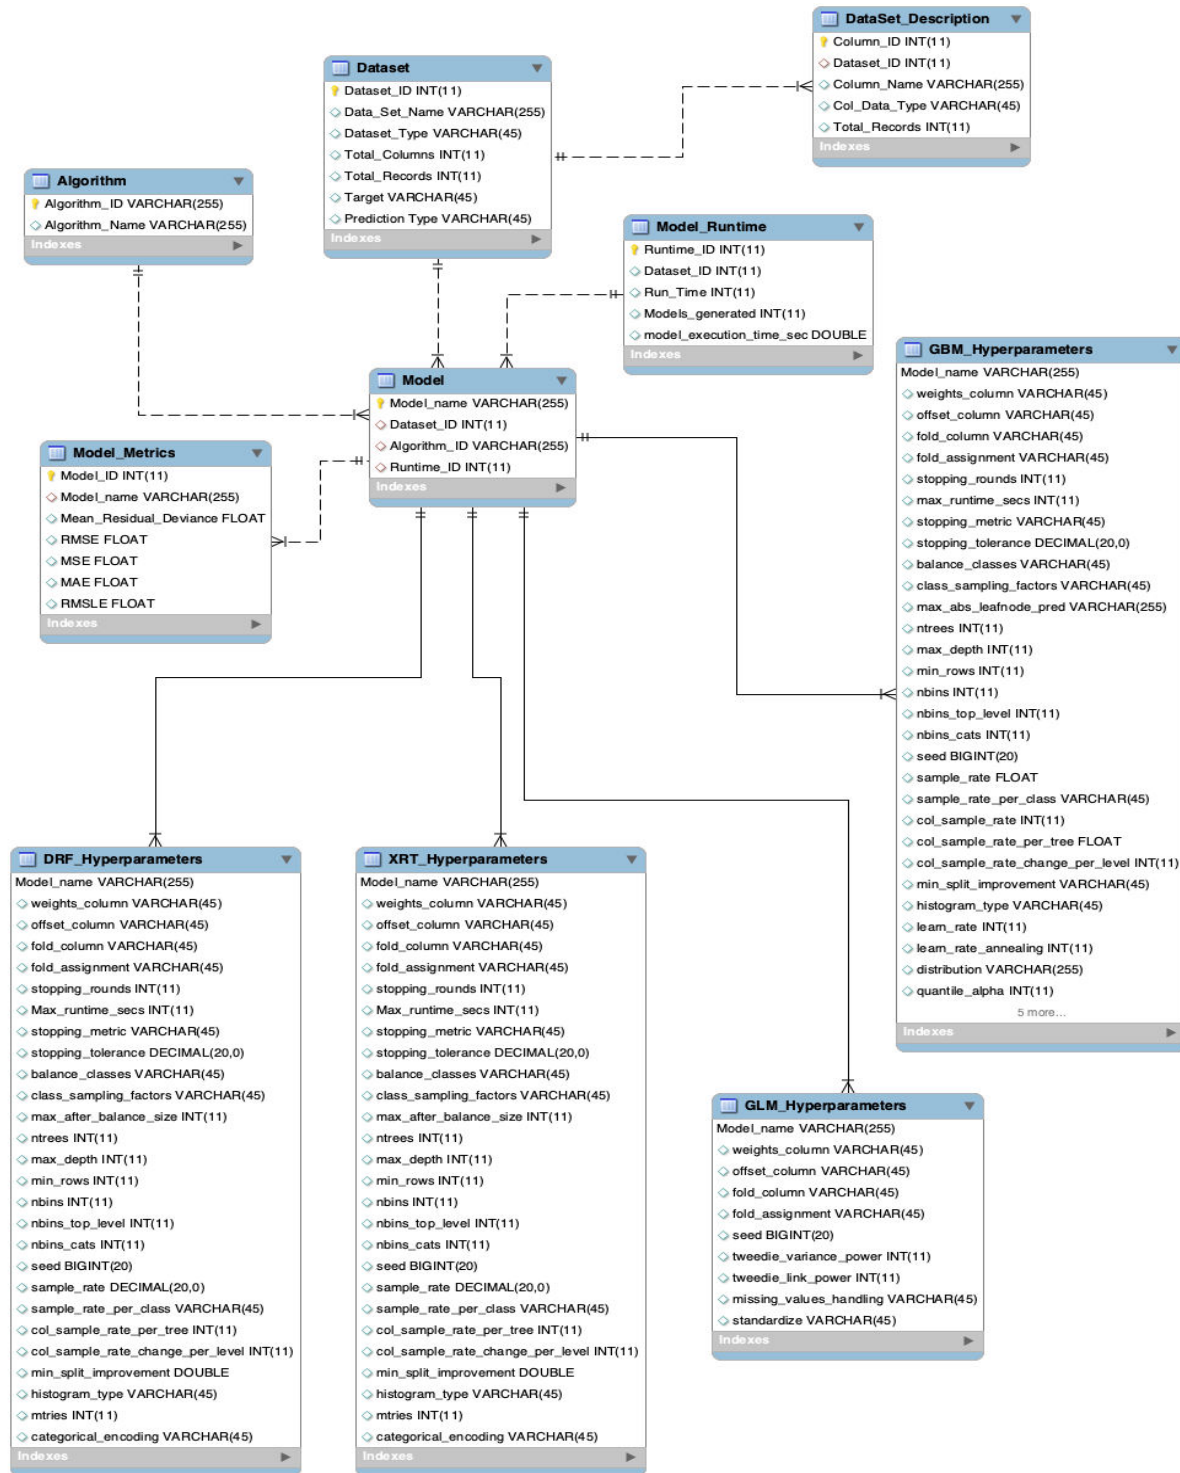 DataSet_Description
Column_ID INT(11)
Dataset_ID INT(11)
Column_Name VARCHAR(255)
Col_Data_Type VARCHAR(45)
Total_Records INT(11)
Indexes
Dataset
Dataset_ID INT(11)
Data_Set_Name VARCHAR(255)
Dataset_Type VARCHAR(45)
Total_Columns INT(11)
Total_Records INT(11)
Target VARCHAR(45)
Prediction Type VARCHAR(45)
Indexes
Algorithm
Algorithm_ID VARCHAR(255)
Algorithm_Name VARCHAR(255)
Indexes
Model_Runtime
Runtime_ID INT(11)
Dataset_ID INT(11)
Run_Time INT(11)
Models_generated INT(11)
model_execution_time_sec DOUBLE
Indexes
Model
Model_name VARCHAR(255)
Dataset_ID INT(11)
Algorithm_ID VARCHAR(255)
Runtime_ID INT(11)
Indexes
Model_Metrics
Model_ID INT(11)
Model_name VARCHAR(255)
Mean_Residual_Deviance FLOAT
RMSE FLOAT
MSE FLOAT
MAE FLOAT
RMSLE FLOAT
Indexes
GBM_Hyperparameters
Model_name VARCHAR(255)
weights_column VARCHAR(45)
offset_column VARCHAR(45)
fold_column VARCHAR(45)
fold_assignment VARCHAR(45)
stopping_rounds INT(11)
max_runtime_secs INT(11)
stopping_metric VARCHAR(45)
stopping_tolerance DECIMAL(20,0)
balance_classes VARCHAR(45)
class_sampling_factors VARCHAR(45)
max_abs_leafnode_pred VARCHAR(255)
ntrees INT(11)
max_depth INT(11)
min_rows INT(11)
nbins INT(11)
nbins_top_level INT(11)
nbins_cats INT(11)
seed BIGINT(20)
sample_rate FLOAT
sample_rate_per_class VARCHAR(45)
col_sample_rate INT(11)
col_sample_rate_per_tree FLOAT
col_sample_rate_change_per_level INT(11)
min_split_improvement VARCHAR(45)
histogram_type VARCHAR(45)
learn_rate INT(11)
learn_rate_annealing INT(11)
distribution VARCHAR(255)
quantile_alpha INT(11)
5 more...
Indexes
DRF_Hyperparameters
Model_name VARCHAR(255)
weights_column VARCHAR(45)
offset_column VARCHAR(45)
fold_column VARCHAR(45)
fold_assignment VARCHAR(45)
stopping_rounds INT(11)
Max_runtime_secs INT(11)
stopping_metric VARCHAR(45)
stopping_tolerance DECIMAL(20,0)
balance_classes VARCHAR(45)
class_sampling_factors VARCHAR(45)
max_after_balance_size INT(11)
ntrees INT(11)
max_depth INT(11)
min_rows INT(11)
nbins INT(11)
nbins_top_level INT(11)
nbins_cats INT(11)
seed BIGINT(20)
sample_rate DECIMAL(20,0)
sample_rate_per_class VARCHAR(45)
col_sample_rate_per_tree INT(11)
col_sample_rate_change_per_level INT(11)
min_split_improvement DOUBLE
histogram_type VARCHAR(45)
mtries INT(11)
categorical_encoding VARCHAR(45)
Indexes
XRT_Hyperparameters
Model_name VARCHAR(255)
weights_column VARCHAR(45)
offset_column VARCHAR(45)
fold_column VARCHAR(45)
fold_assignment VARCHAR(45)
stopping_rounds INT(11)
Max_runtime_secs INT(11)
stopping_metric VARCHAR(45)
stopping_tolerance DECIMAL(20,0)
balance_classes VARCHAR(45)
class_sampling_factors VARCHAR(45)
max_after_balance_size INT(11)
ntrees INT(11)
max_depth INT(11)
min_rows INT(11)
nbins INT(11)
nbins_top_level INT(11)
nbins_cats INT(11)
seed BIGINT(20)
sample_rate DECIMAL(20,0)
sample_rate_per_class VARCHAR(45)
col_sample_rate_per_tree INT(11)
col_sample_rate_change_per_level INT(11)
min_split_improvement DOUBLE
histogram_type VARCHAR(45)
mtries INT(11)
categorical_encoding VARCHAR(45)
Indexes
GLM_Hyperparameters
Model_name VARCHAR(255)
weights_column VARCHAR(45)
offset_column VARCHAR(45)
fold_column VARCHAR(45)
fold_assignment VARCHAR(45)
seed BIGINT(20)
tweedie_variance_power INT(11)
tweedie_link_power INT(11)
missing_values_handling VARCHAR(45)
standardize VARCHAR(45)
Indexes